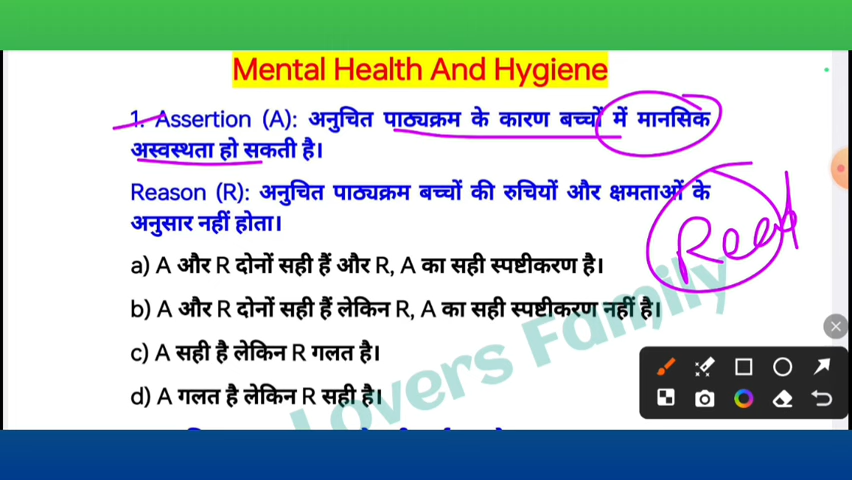 Mental Health And Hygiene
1. Assertion (A): अनुचित पाठ्यक्रम के कारण बच्चों में मानसिक
अस्वस्थता हो सकती है।
Reason (R): अनुचित पाठ्यक्रम बच्चों की रुचियों और क्षमताओं के
अनुसार नहीं होता।
a) A और R दोनों सही हैं और R, A का सही स्पष्टीकरण है।
b) A और R दोनों सही हैं लेकिन R, A का सही स्पष्टीकरण नहीं है।
c) A सही है लेकिन R गलत है।
d) A गलत है लेकिन R सही है।
Lovers Family